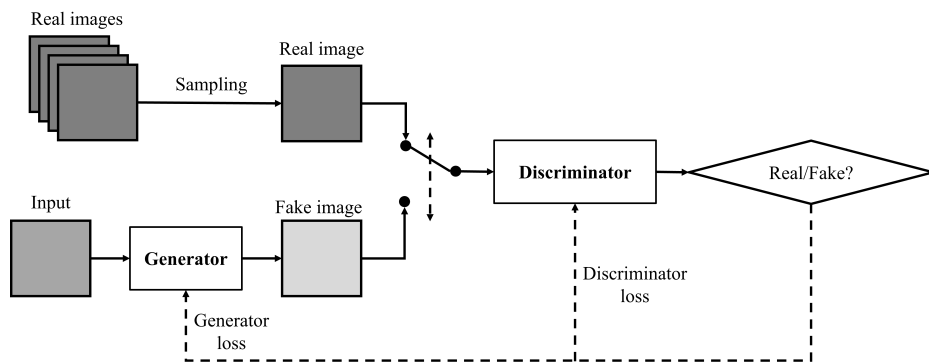 Real images
Real image
Sampling
Discriminator
Real/Fake?
Input
Fake image
Generator
Discriminator
loss
Generator
loss